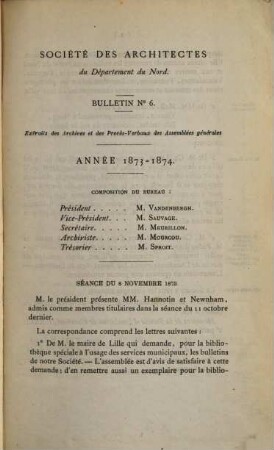 SOCIÉTÉ DES ARCHITECTES
du Département du Nord.
BULLETIN Nº 6.
Extraits des Archives et des Procès-Verbaux des Assemblées générales
ANNÉE 1873-1874.
COMPOSITION DU BUREAU :
Président . . . . . M. VANDENBERGH.
Vice-Président . . . M. SAUVAGE.
Secrétaire. . . . . M. MEURILLON.
Archiviste. . . . . M. MOURCOU.
Trésorier . . . . . M. SPROIT.
SÉANCE DU 8 NOVEMBRE 1873
M. le président présente MM. Hannotin et Newnham,
admis comme membres titulaires dans la séance du 11 octobre
dernier.
La correspondance comprend les lettres suivantes :
1º De M. le maire de Lille qui demande, pour la biblio-
thèque spéciale à l'usage des services municipaux, les bulletins
de notre Société. — L'assemblée est d'avis de satisfaire à cette
demande; d'en remettre aussi un exemplaire pour la biblio-